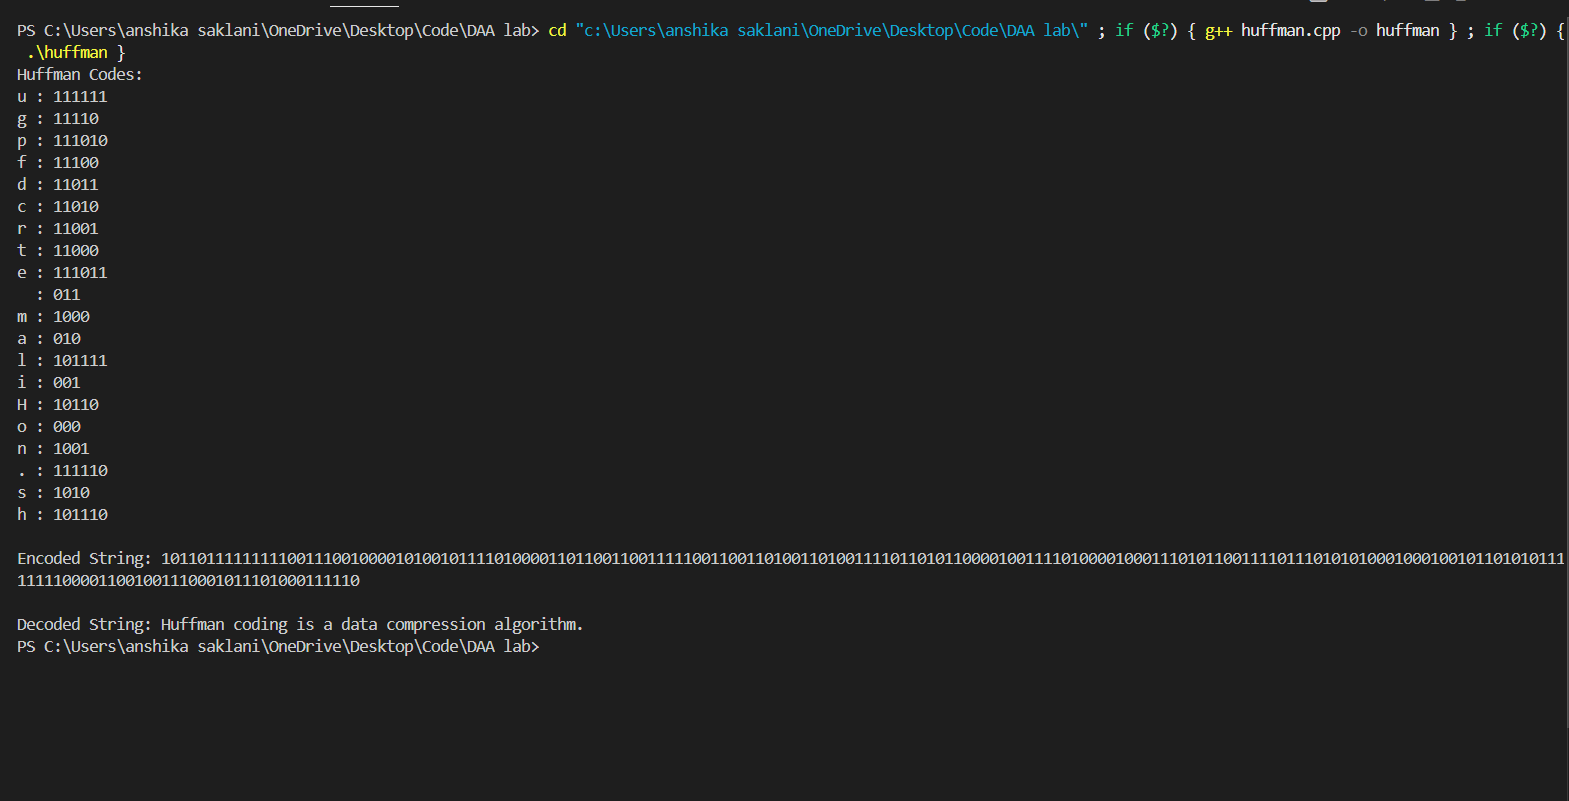 PS C:\Users\anshika saklani\OneDrive\Desktop\Code\DAA lab> cd "c:\Users\anshika saklani\OneDrive\Desktop\Code\DAA lab\" ; if ($?) { g++ huffman.cpp -o huffman } ; if ($?) {
.\huffman }
Huffman Codes:
u : 111111
g : 11110
p : 111010
f : 11100
d : 11011
c : 11010
r : 11001
t : 11000
e : 111011
: 011
m : 1000
a : 010
l : 101111
i : 001
H : 10110
o : 000
n : 1001
. : 111110
s : 1010
h : 101110
Encoded String: 101101111111110011100100001010010111101000011011001100111110011001101001101001111011010110000100111101000010001110101100111101110101010001000100101101010111
11111000011001001110001011101000111110
Decoded String: Huffman coding is a data compression algorithm.
PS C:\Users\anshika saklani\OneDrive\Desktop\Code\DAA lab>